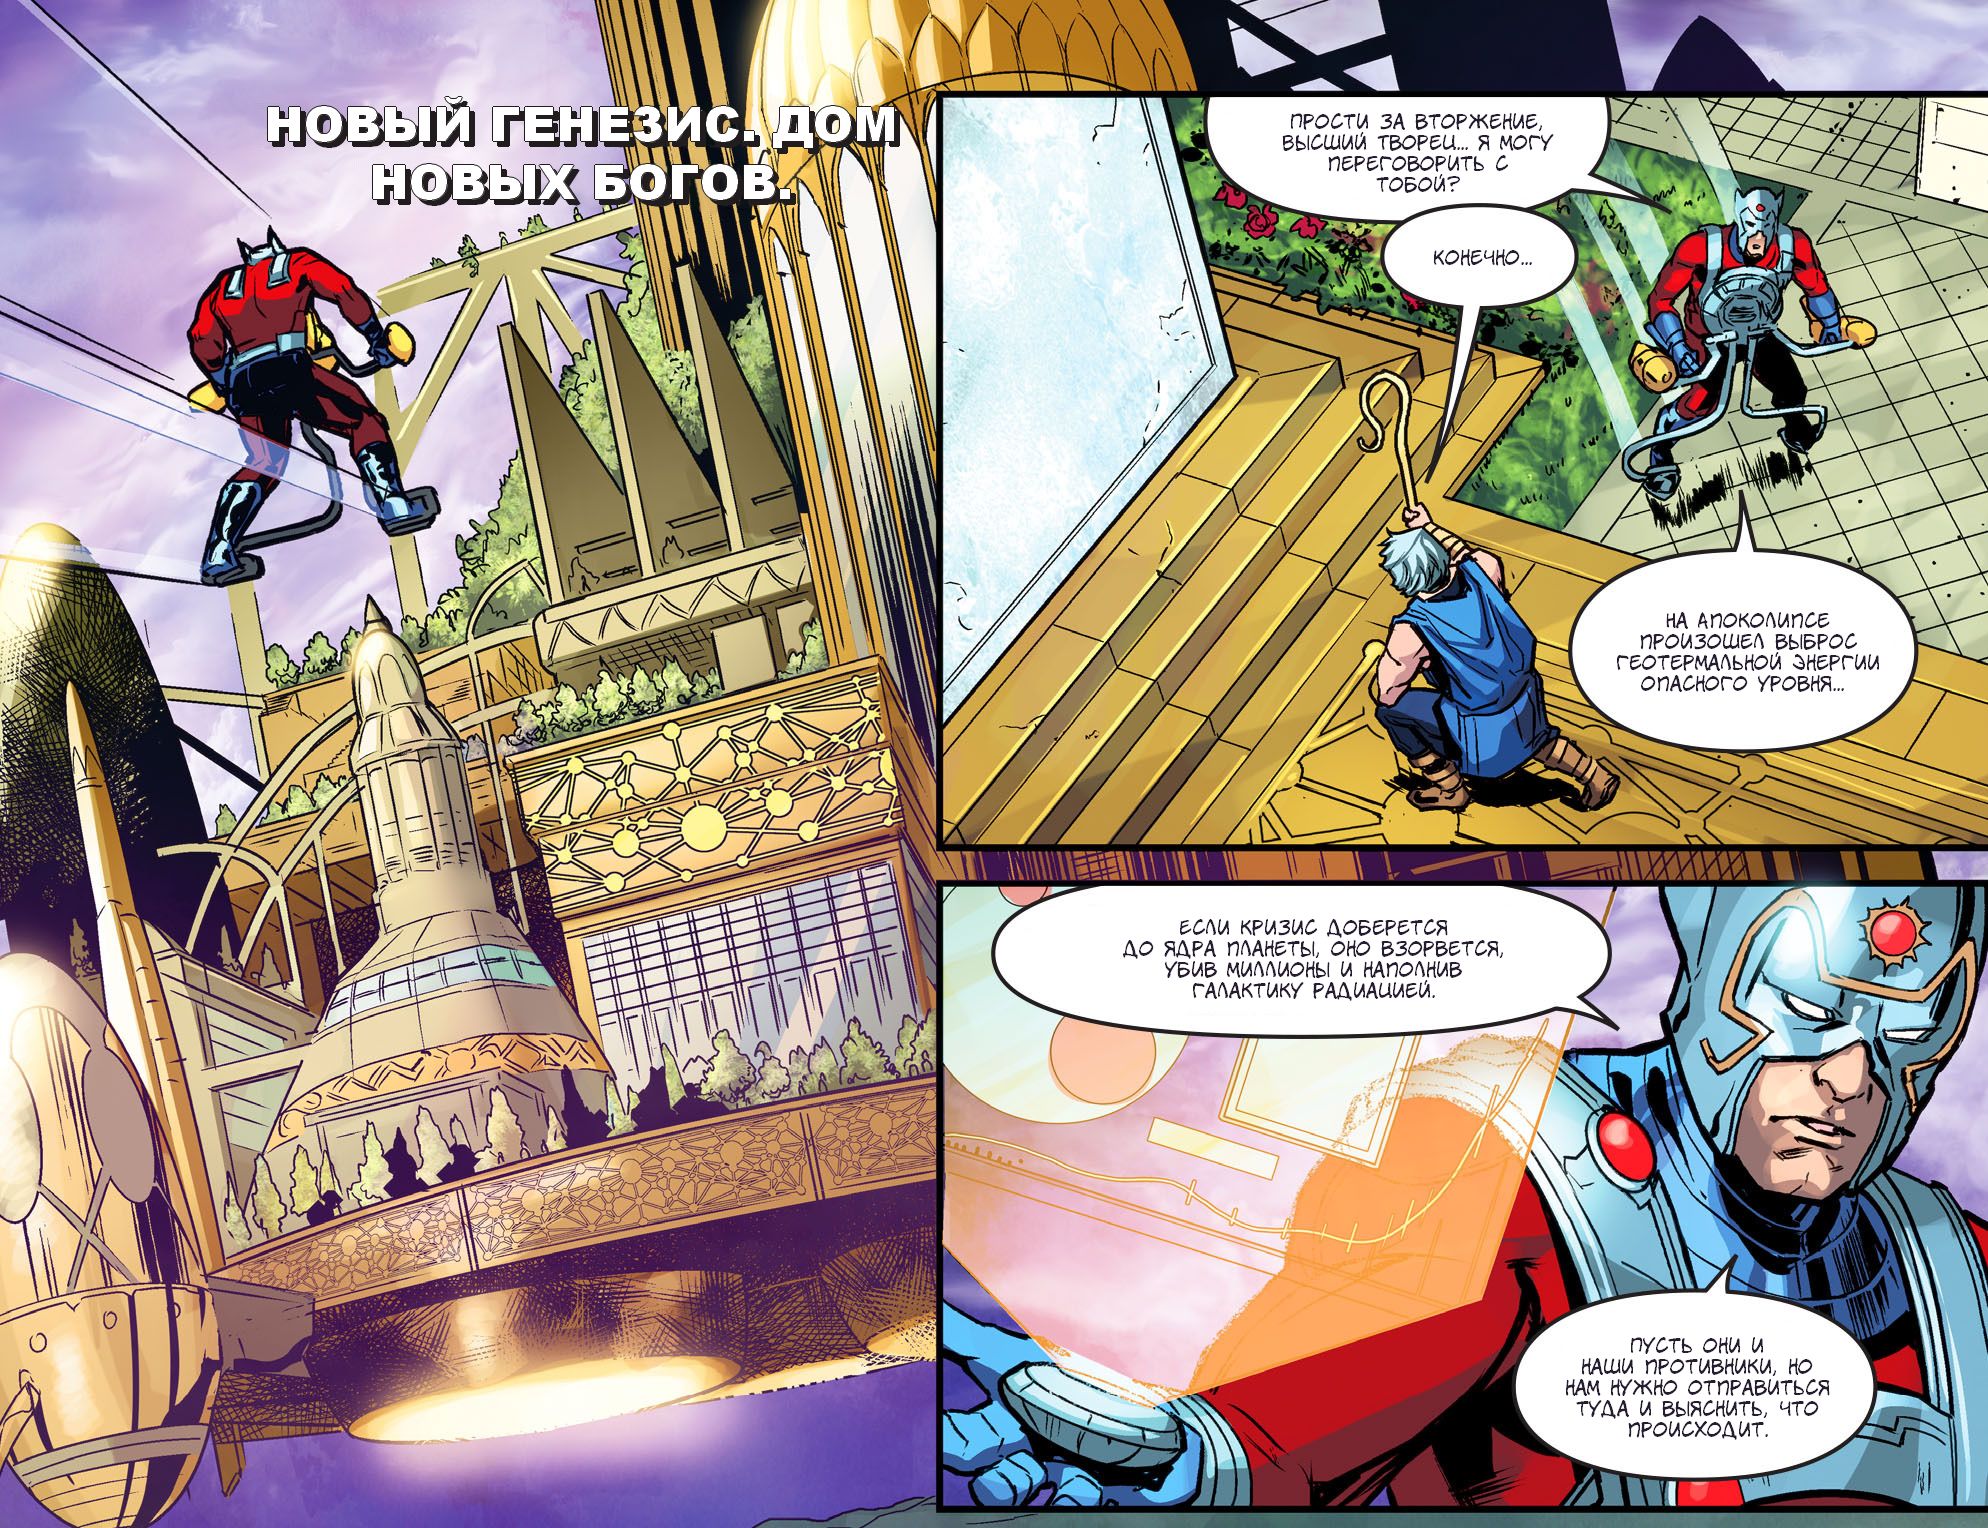 НОВЫЙ ГЕНЕЗИС. ДОМ
НОВЫХ БОГОВ.
ПРОСТИ ЗА ВТОРЖЕНИЕ,
ВЫСШИЙ ТВОРЕЦ... Я МОГУ
ПЕРЕГОВОРИТЬ С
ТОБОЙ?
КОНЕЧНО...
НА АПОКОЛИПСЕ
ПРОИЗОШЕЛ ВЫБРОС
ГЕОТЕРМАЛЬНОЙ ЭНЕРГИИ
ОПАСНОГО УРОВНЯ...
ЕСЛИ КРИЗИС ДОБЕРЕТСЯ
ДО ЯДРА ПЛАНЕТЫ, ОНО ВЗОРВЕТСЯ,
УБИВ МИЛЛИОНЫ И НАПОЛНИВ
ГАЛАКТИКУ РАДИАЦИЕЙ.
ПУСТЬ ОНИ И
НАШИ ПРОТИВНИКИ, НО
НАМ НУЖНО ОТПРАВИТЬСЯ
ТУДА И ВЫЯСНИТЬ, ЧТО
ПРОИСХОДИТ.